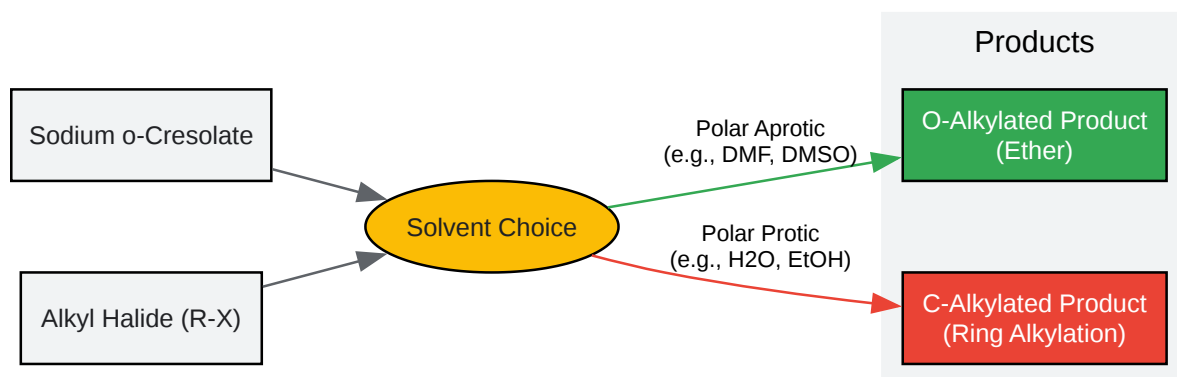 Products
Sodium o-Cresolate
Alkyl Halide (R-X)
Solvent Choice
Polar Aprotic
(e.g., DMF, DMSO)
Polar Protic
(e.g., H2O, EtOH)
O-Alkylated Product
(Ether)
C-Alkylated Product
(Ring Alkylation)